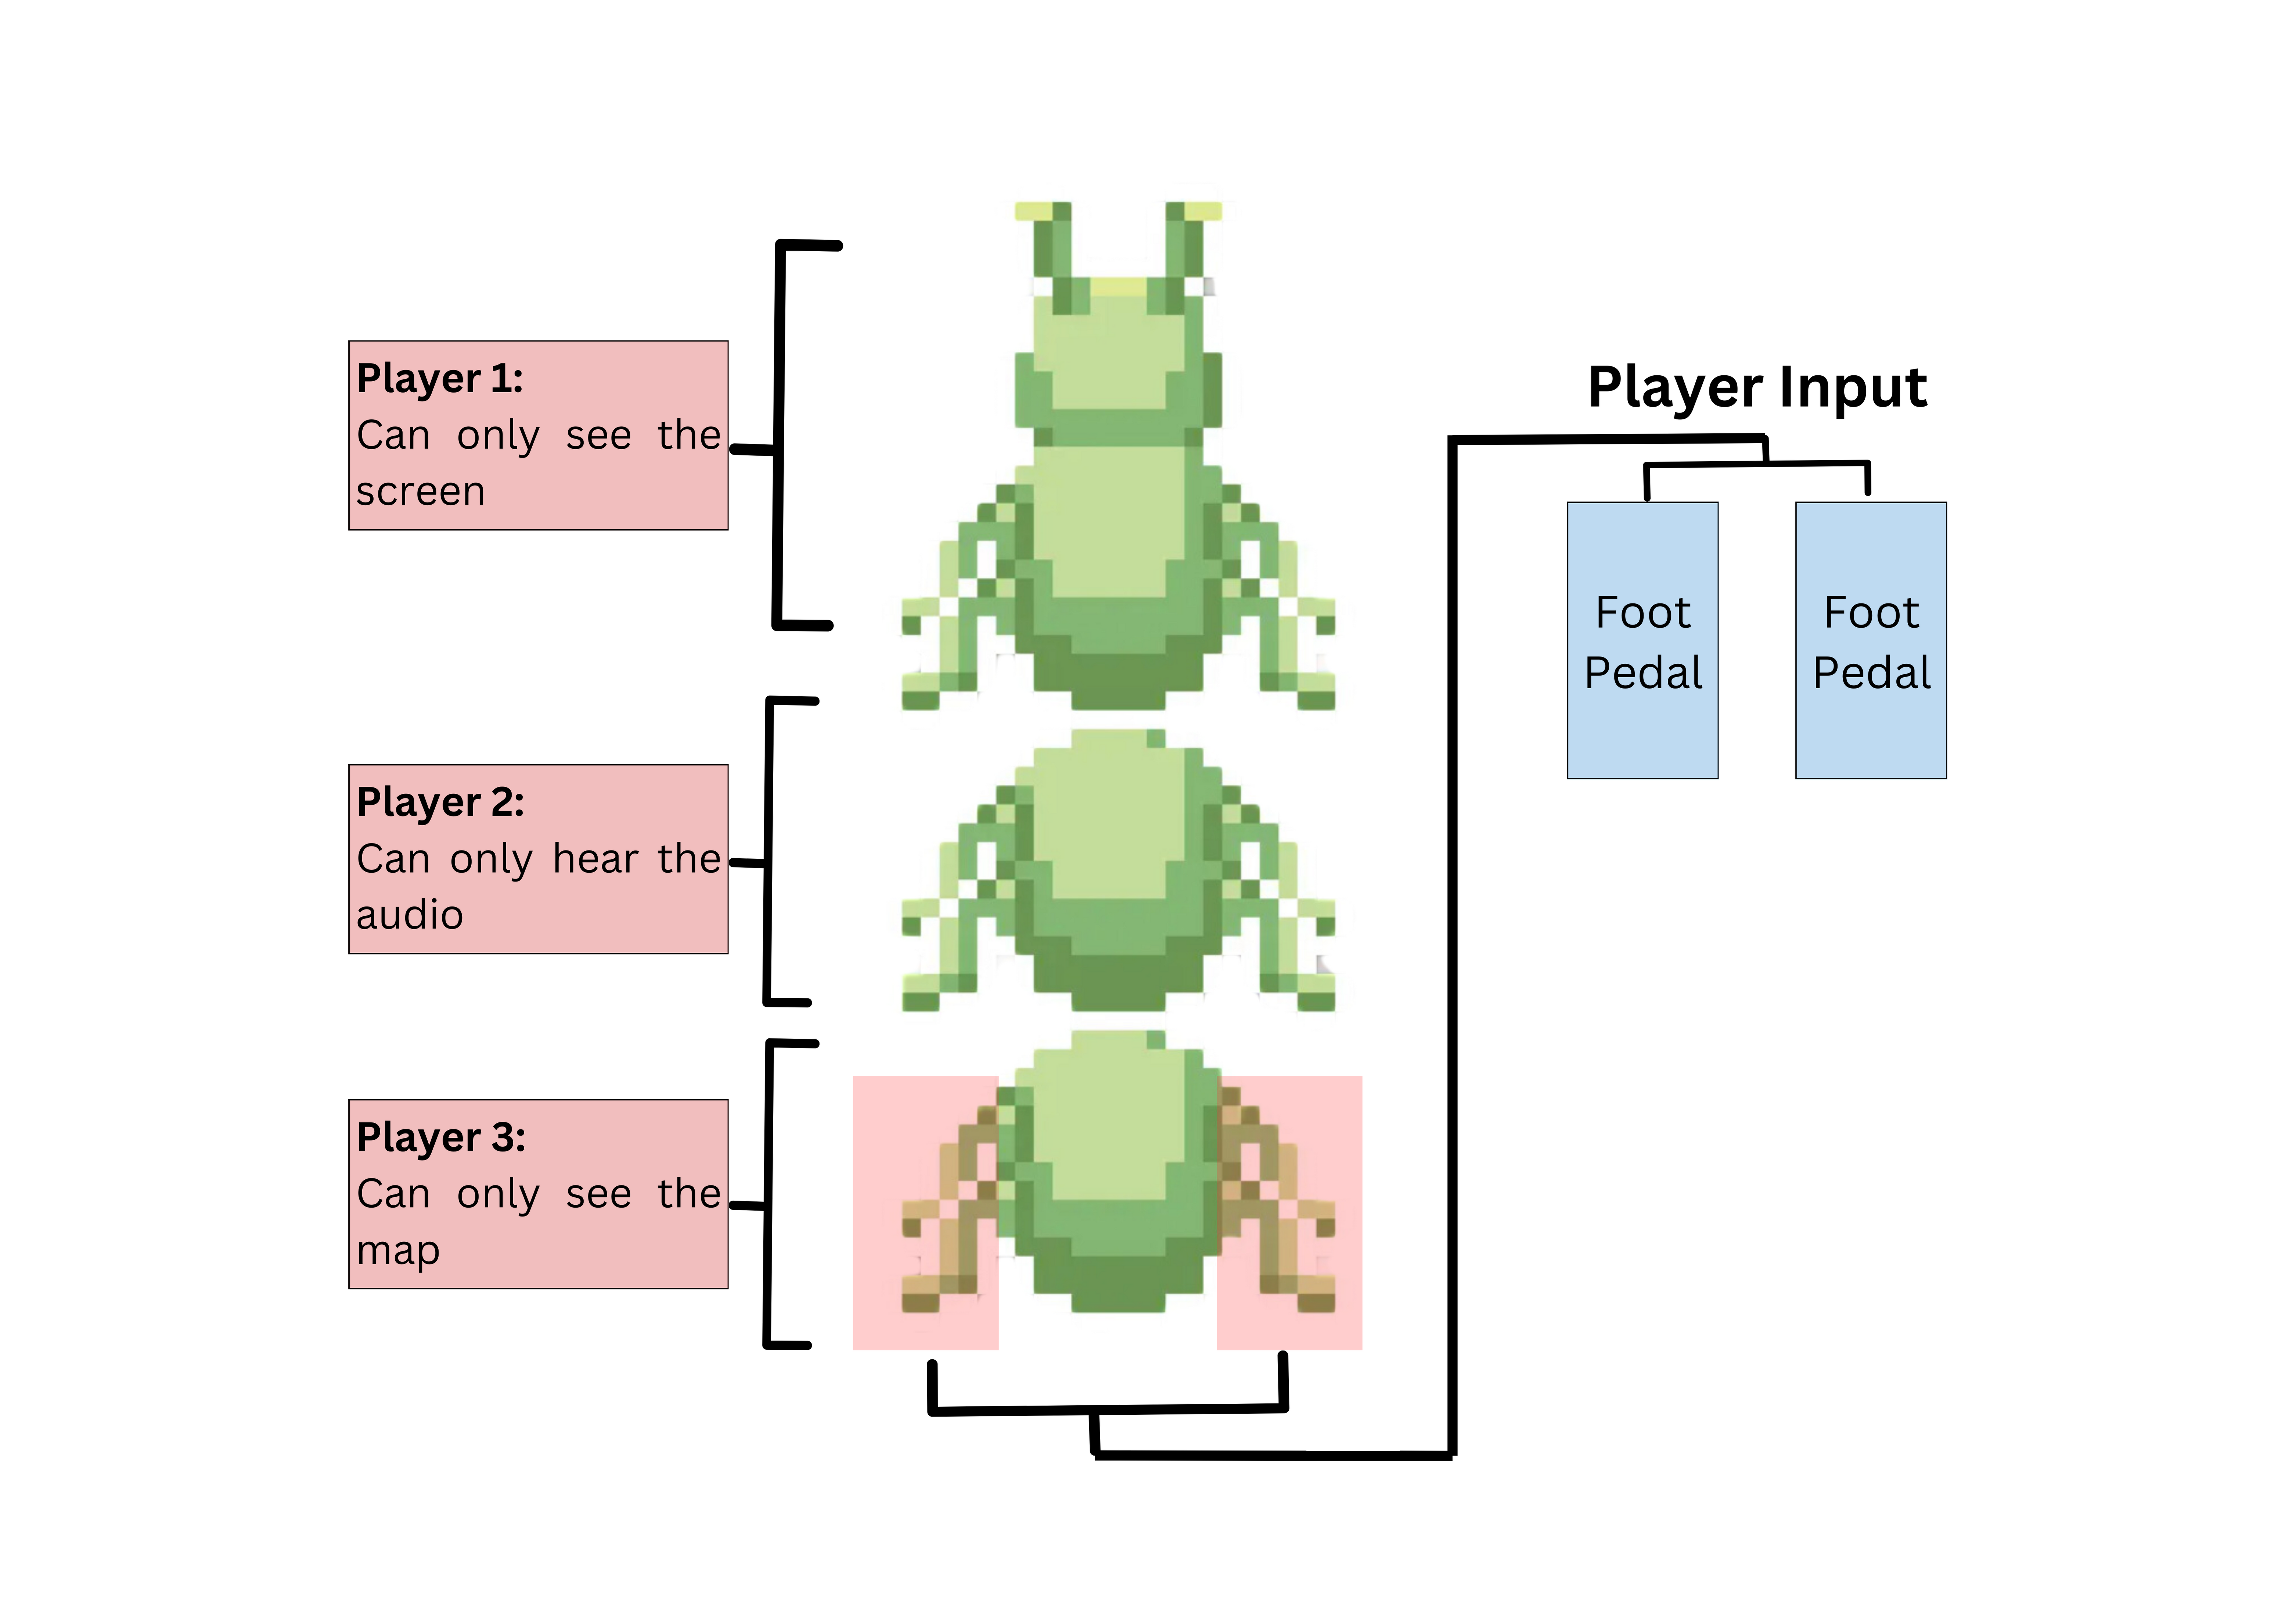 Player 1:
Can only see the
screen
Player Input
Foot
Pedal
Foot
Pedal
Player 2:
Can only hear the
audio
Player 3:
Can only see the
map